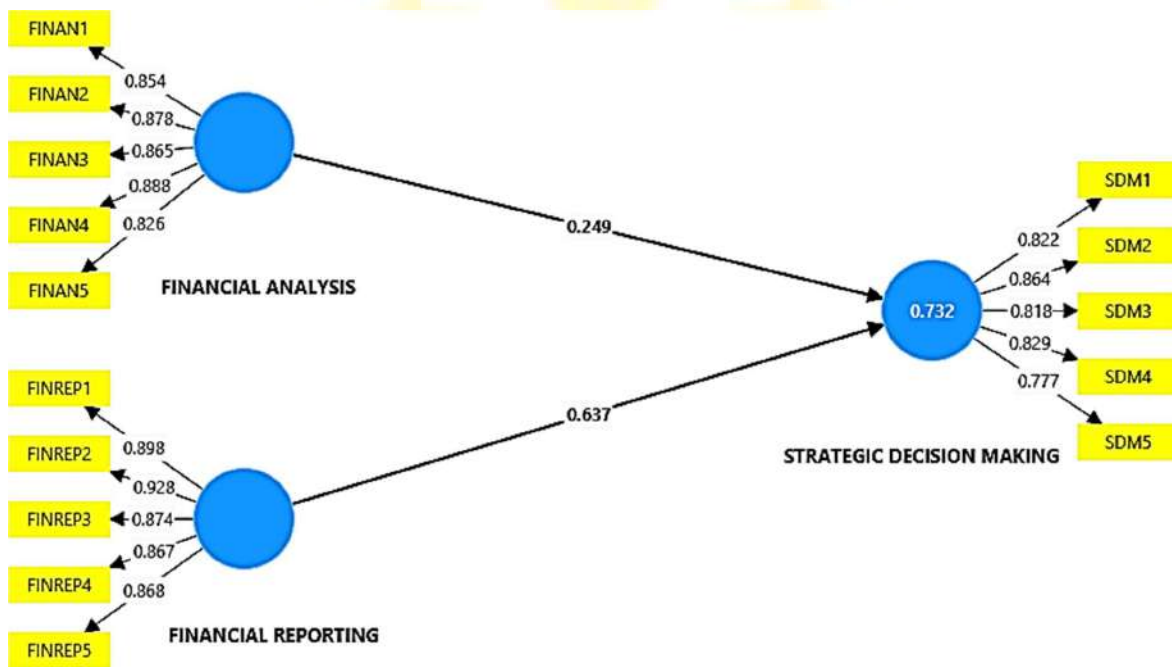 FINAN1
0.854
FINAN2
0.878
FINAN3
0.865
FINAN4
0.888
0.826
FINAN5
FINANCIAL ANALYSIS
0.249
FINREP1
0.898
FINREP2
0.928
FINREP3
0.874
0.867
FINREP4
0.868
FINREP5
FINANCIAL REPORTING
0.637
0.732
STRATEGIC DECISION MAKING
SDM1
0.822
SDM2
0.864
SDM3
0.818
0.829
SDM4
0.777
SDM5